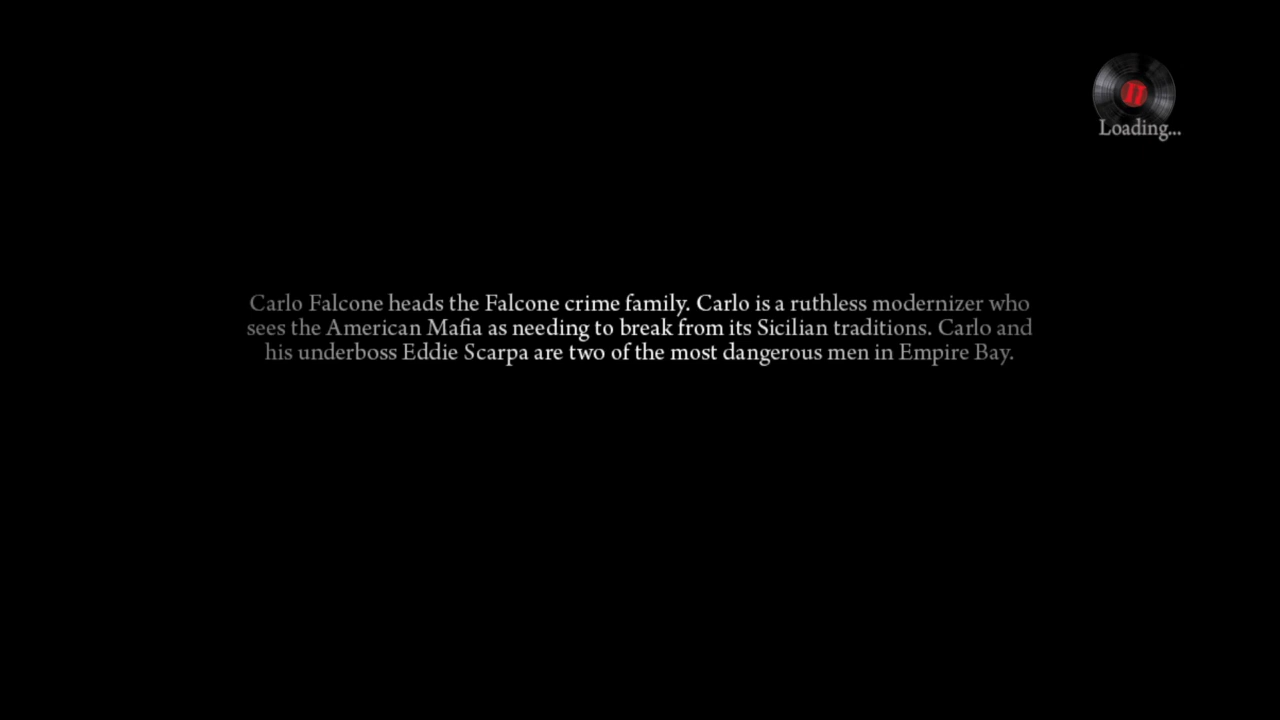 Loading...
Carlo Falcone heads the Falcone crime family. Carlo is a ruthless modernizer who
sees the American Mafia as needing to break from its Sicilian traditions. Carlo and
his underboss Eddie Scarpa are two of the most dangerous men in Empire Bay.